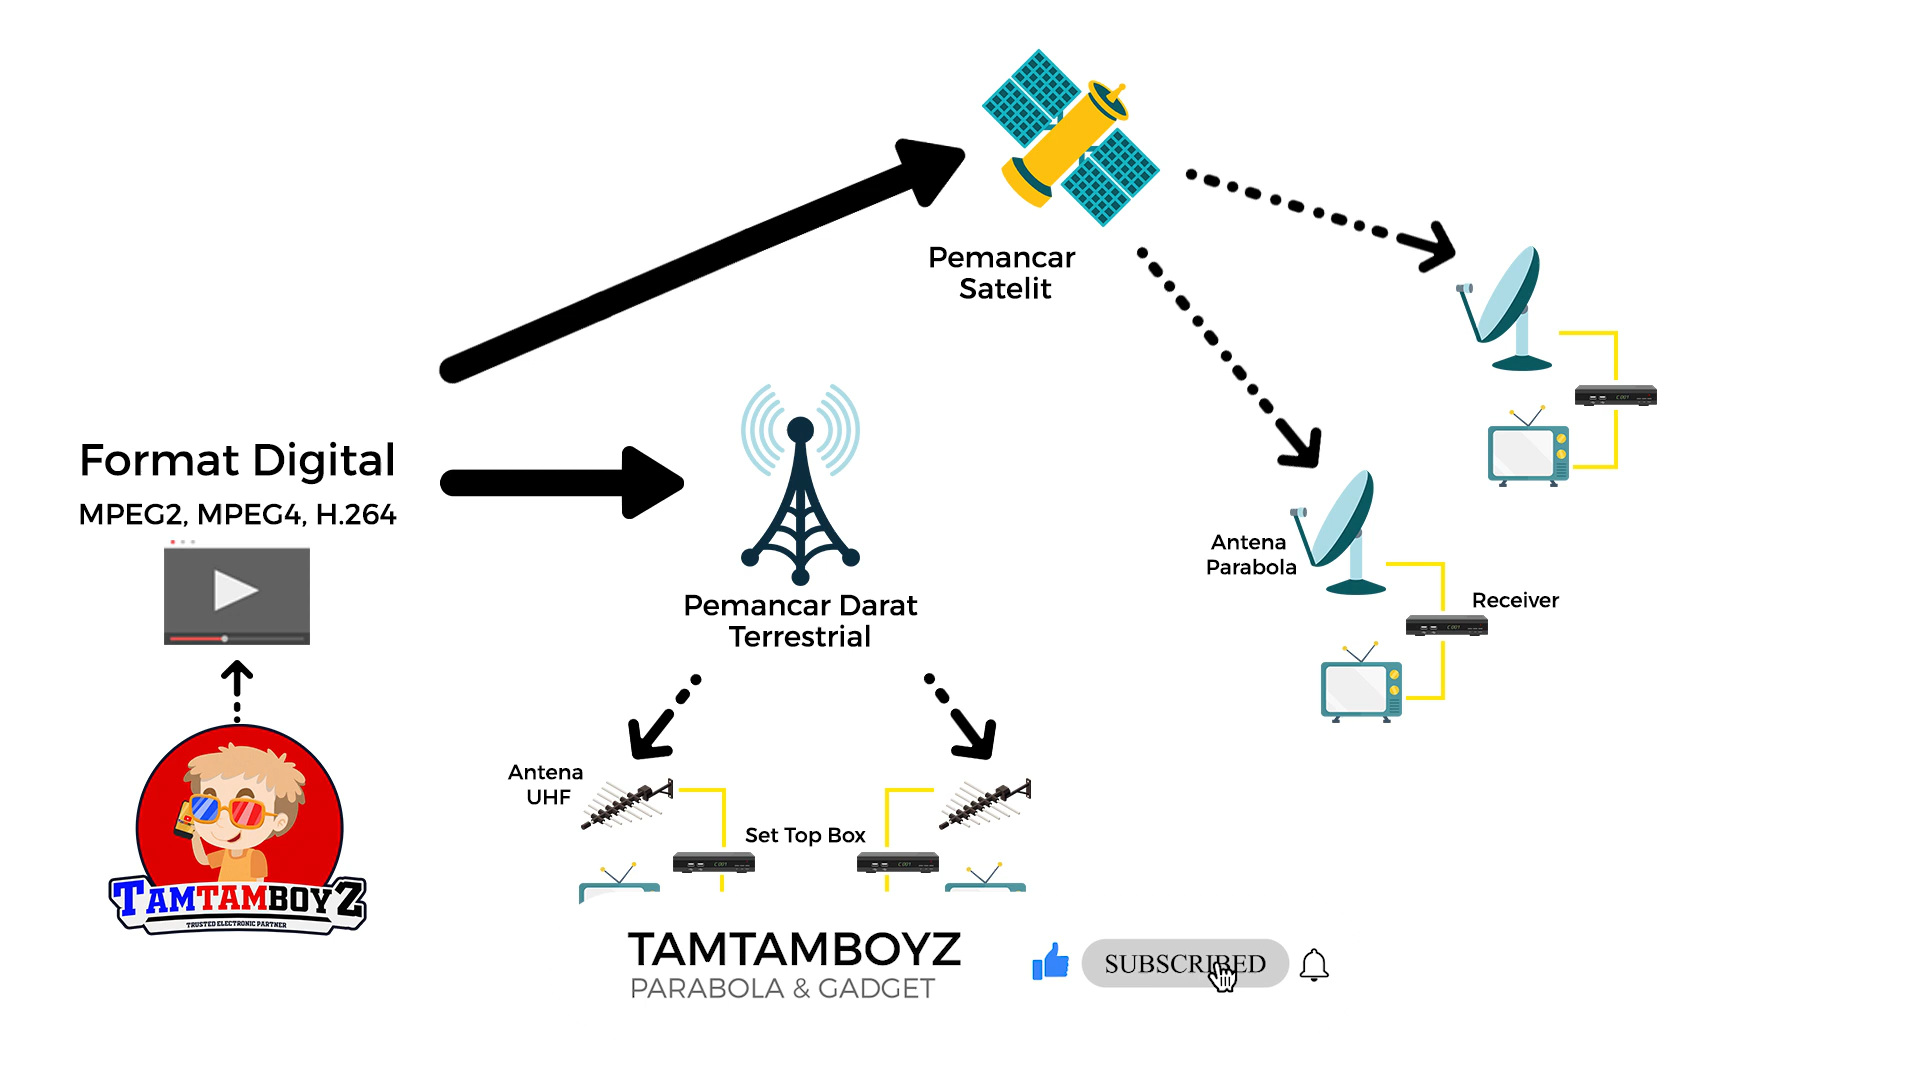 Pemancar
Satelit
Format Digital
MPEG2, MPEG4, H.264
Pemancar Darat
Terrestrial
Antena
Parabola
Receiver
Antena
UHF
Set Top Box
TAMTAMBOYZ
TRUSTED ELECTRONIC PARTNER
TAMTAMBOYZ
PARABOLA & GADGET
SUBSCRIBED